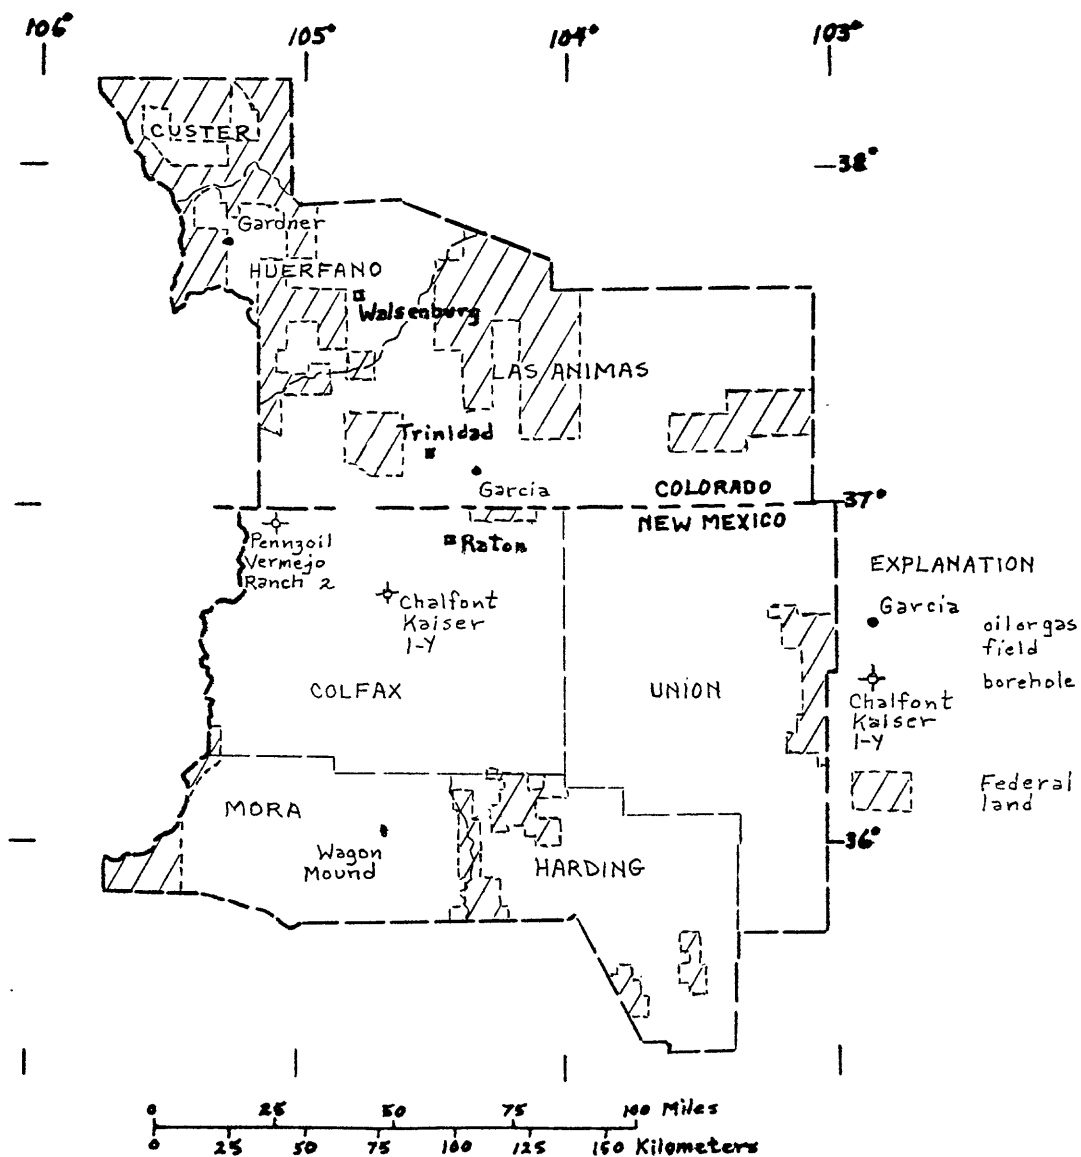 106°
105°
104°
103°
CUSTER
38°
Gardner
HUERFANO
Walsenburg
LAS ANIMAS
Trinidad
Garcia
COLORADO
37°
NEW MEXICO
Raton
Pennzoil
Vermejo
Ranch 2
EXPLANATION
Chalfont
Kaiser
1-Y
Garcia
oil or gas
field
borehole
COLFAX
UNION
Chalfont
Kaiser
1-Y
Federal
land
MORA
36°
Wagon
Mound
HARDING
0 25 50 75 100 Miles
0 25 50 75 100 125 150 Kilometers